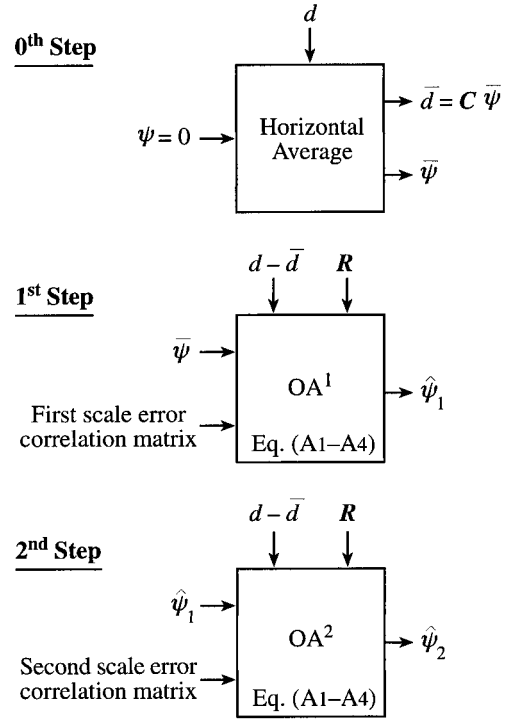 0th Step
d
ψ = 0
Horizontal
Average
d̅ = C ψ̅
ψ̅
1st Step
d – d̅
R
ψ̅
First scale error
correlation matrix
OA¹
Eq. (A1–A4)
ψ̂₁
2nd Step
d – d̅
R
ψ̂₁
Second scale error
correlation matrix
OA²
Eq. (A1–A4)
ψ̂₂